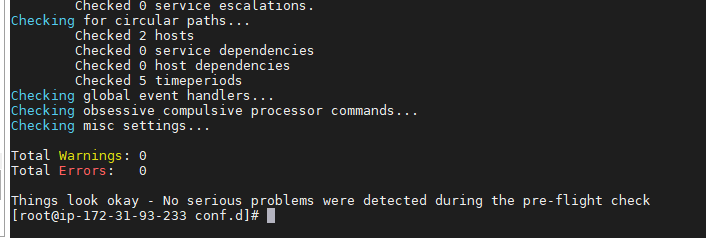 Checked 0 service escalations.
Checking for circular paths...
Checked 2 hosts
Checked 0 service dependencies
Checked 0 host dependencies
Checked 5 timeperiods
Checking global event handlers...
Checking obsessive compulsive processor commands...
Checking misc settings...
Total Warnings: 0
Total Errors:   0
Things look okay - No serious problems were detected during the pre-flight check
[root@ip-172-31-93-233 conf.d]#